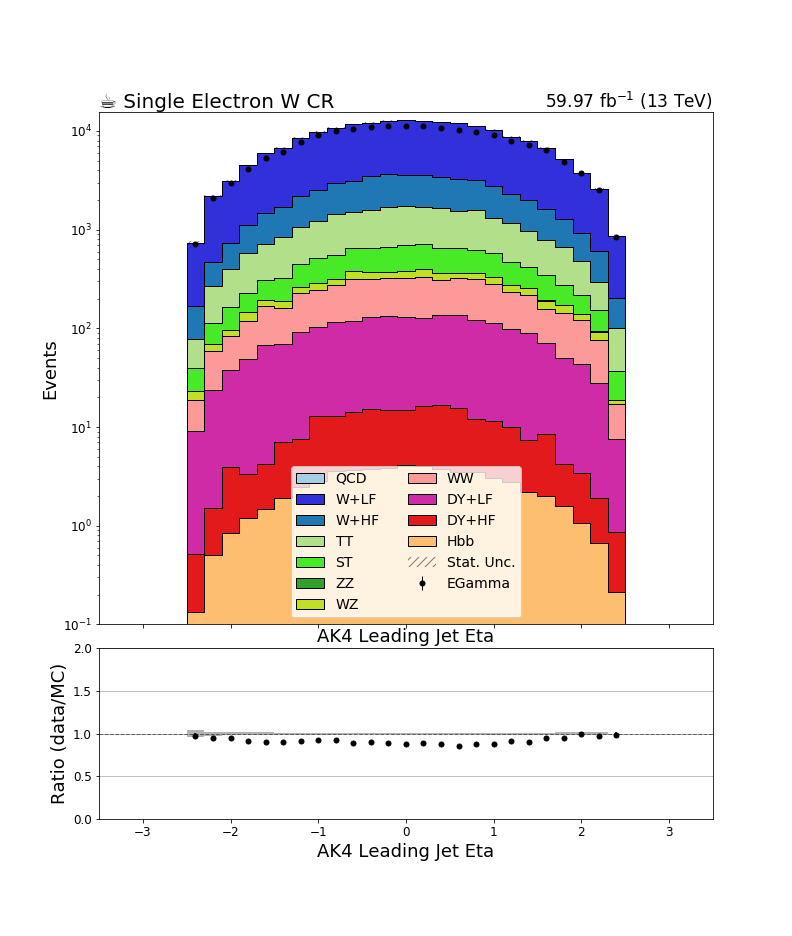 ☕ Single Electron W CR 59.97 fb⁻¹ (13 TeV)
Events
10⁴
10³
10²
10¹
10⁰
10⁻¹
QCD
W+LF
W+HF
TT
ST
ZZ
WZ
WW
DY+LF
DY+HF
Hbb
Stat. Unc.
EGamma
AK4 Leading Jet Eta
Ratio (data/MC)
2.0
1.5
1.0
0.5
0.0
−3 −2 −1 0 1 2 3
AK4 Leading Jet Eta